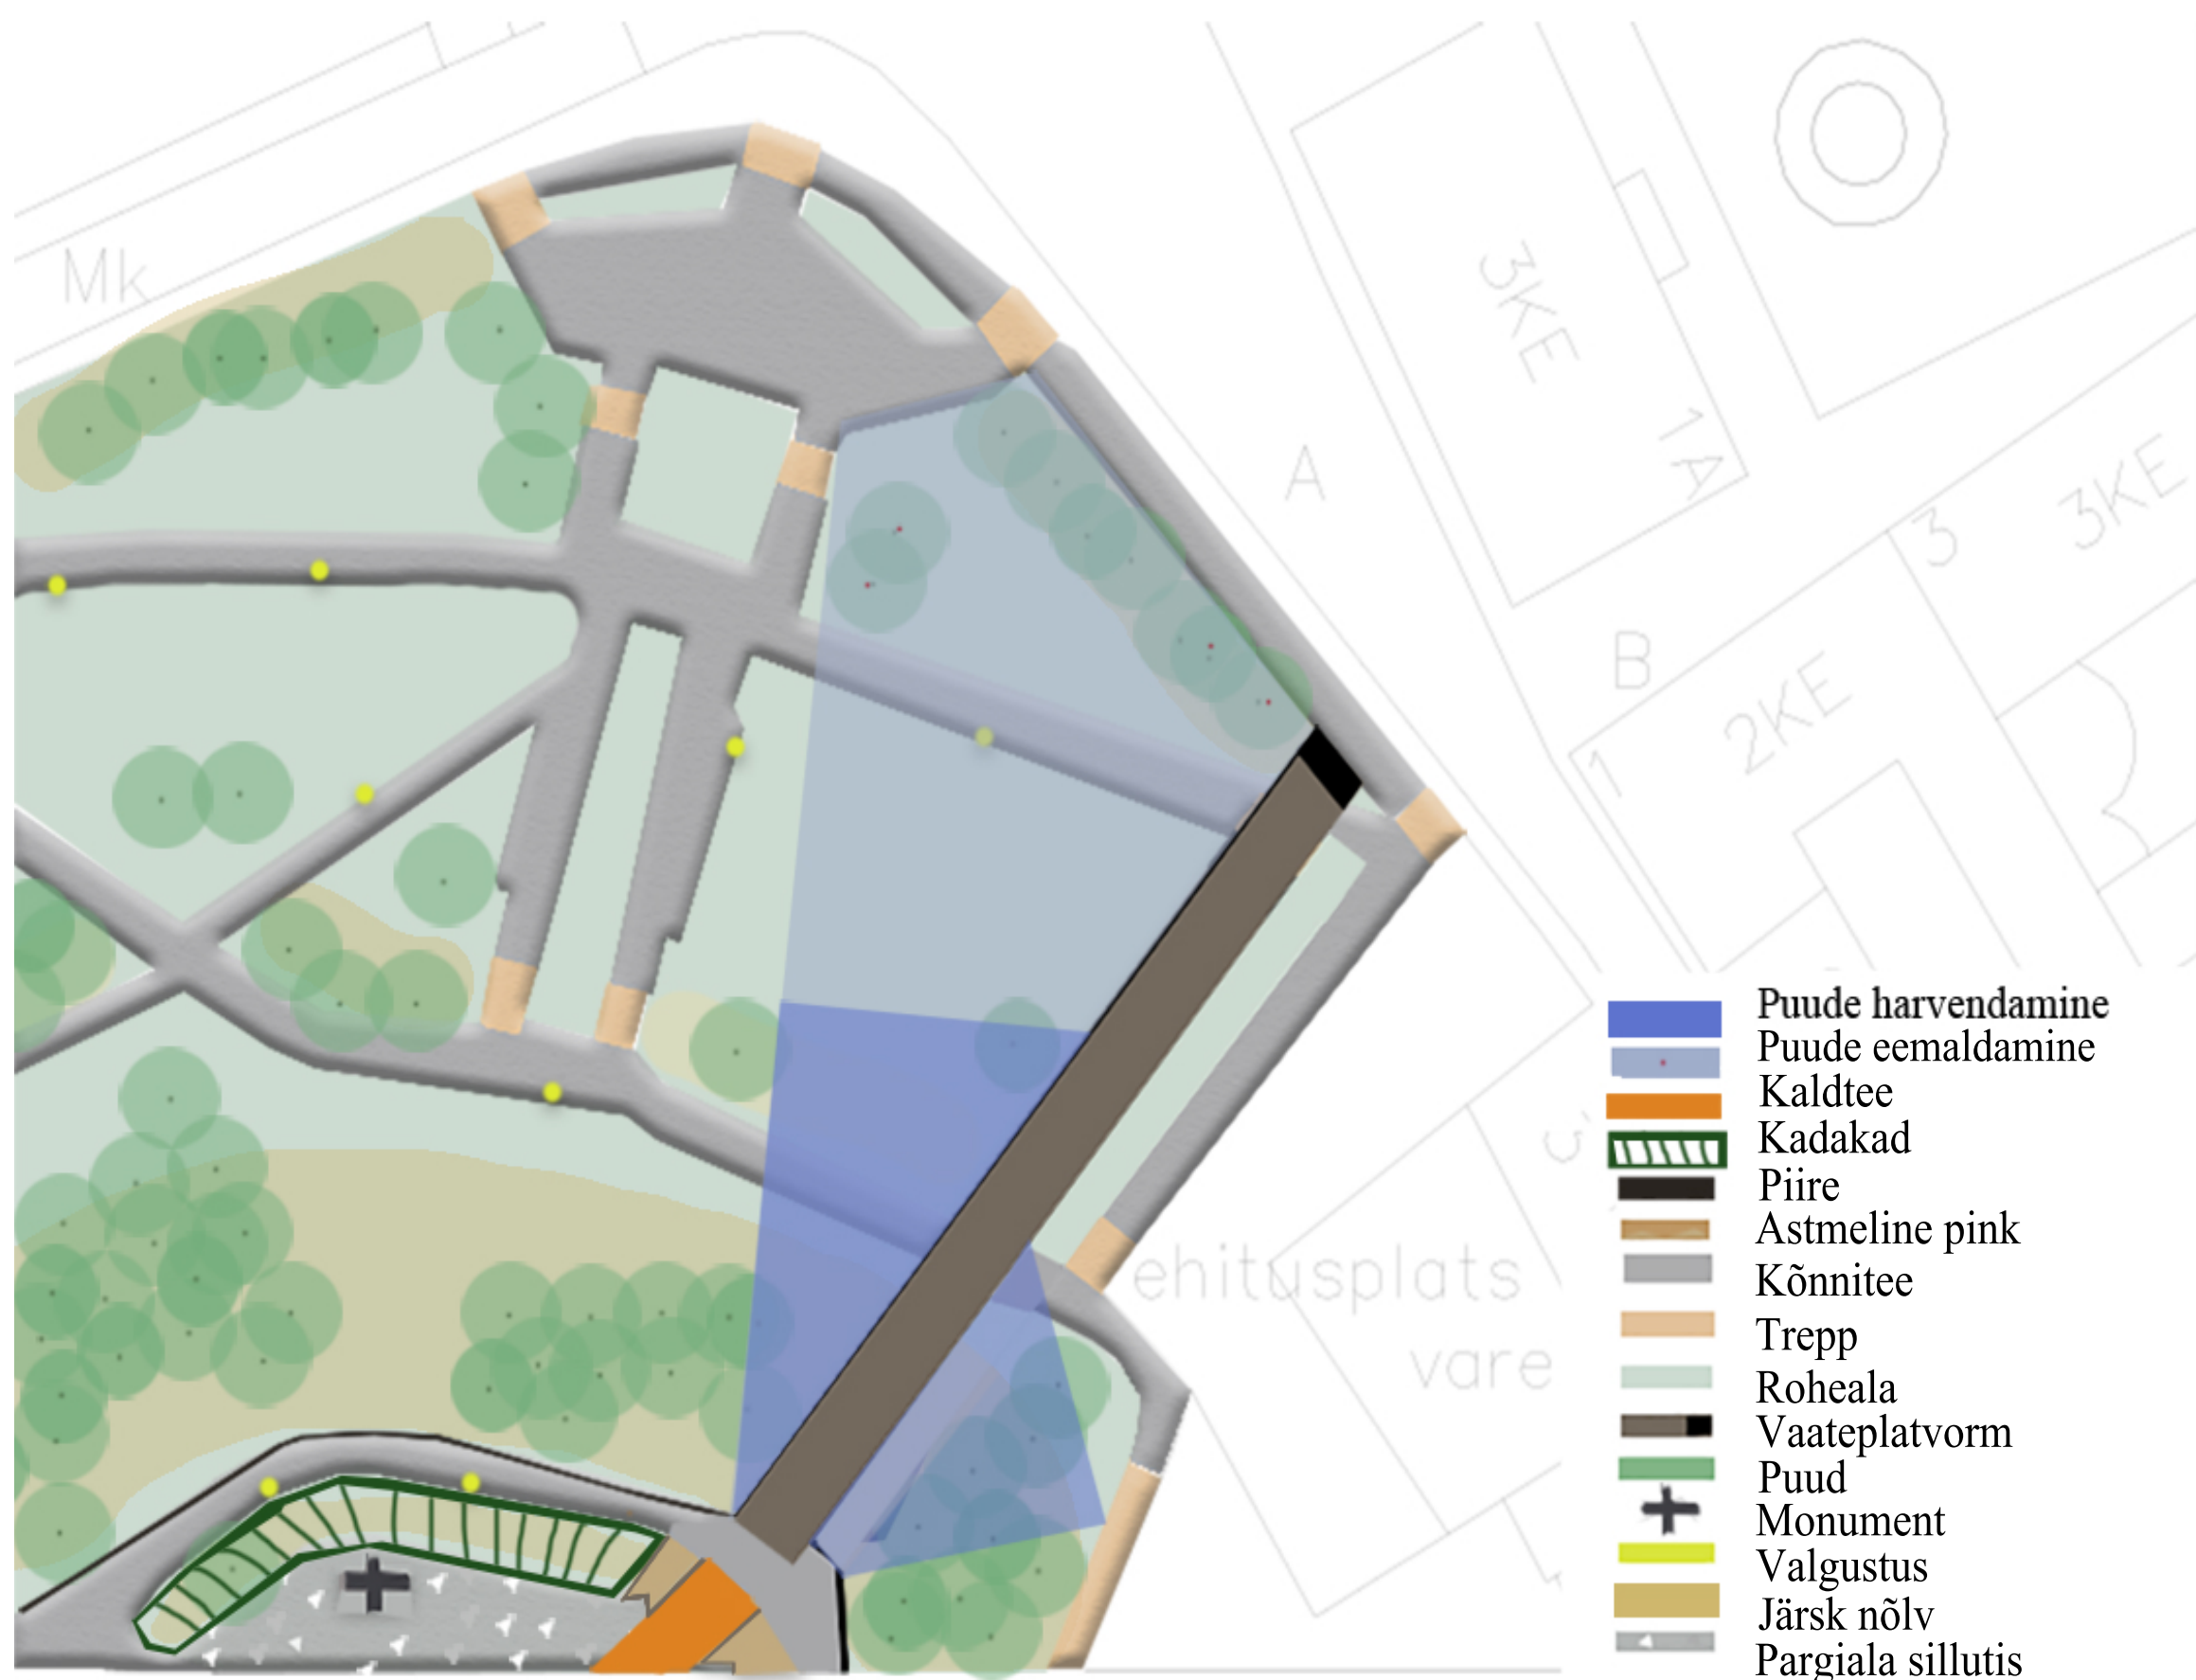 Mk
3KE
1A
A
3
3KE
B
1
2KE
ehitusplats
vare
Puude harvendamine
Puude eemaldamine
Kaldtee
Kadakad
Piire
Astmeline pink
Kõnnitee
Trepp
Roheala
Vaateplatvorm
Puud
Monument
Valgustus
Järsk nõlv
Pargiala sillutis